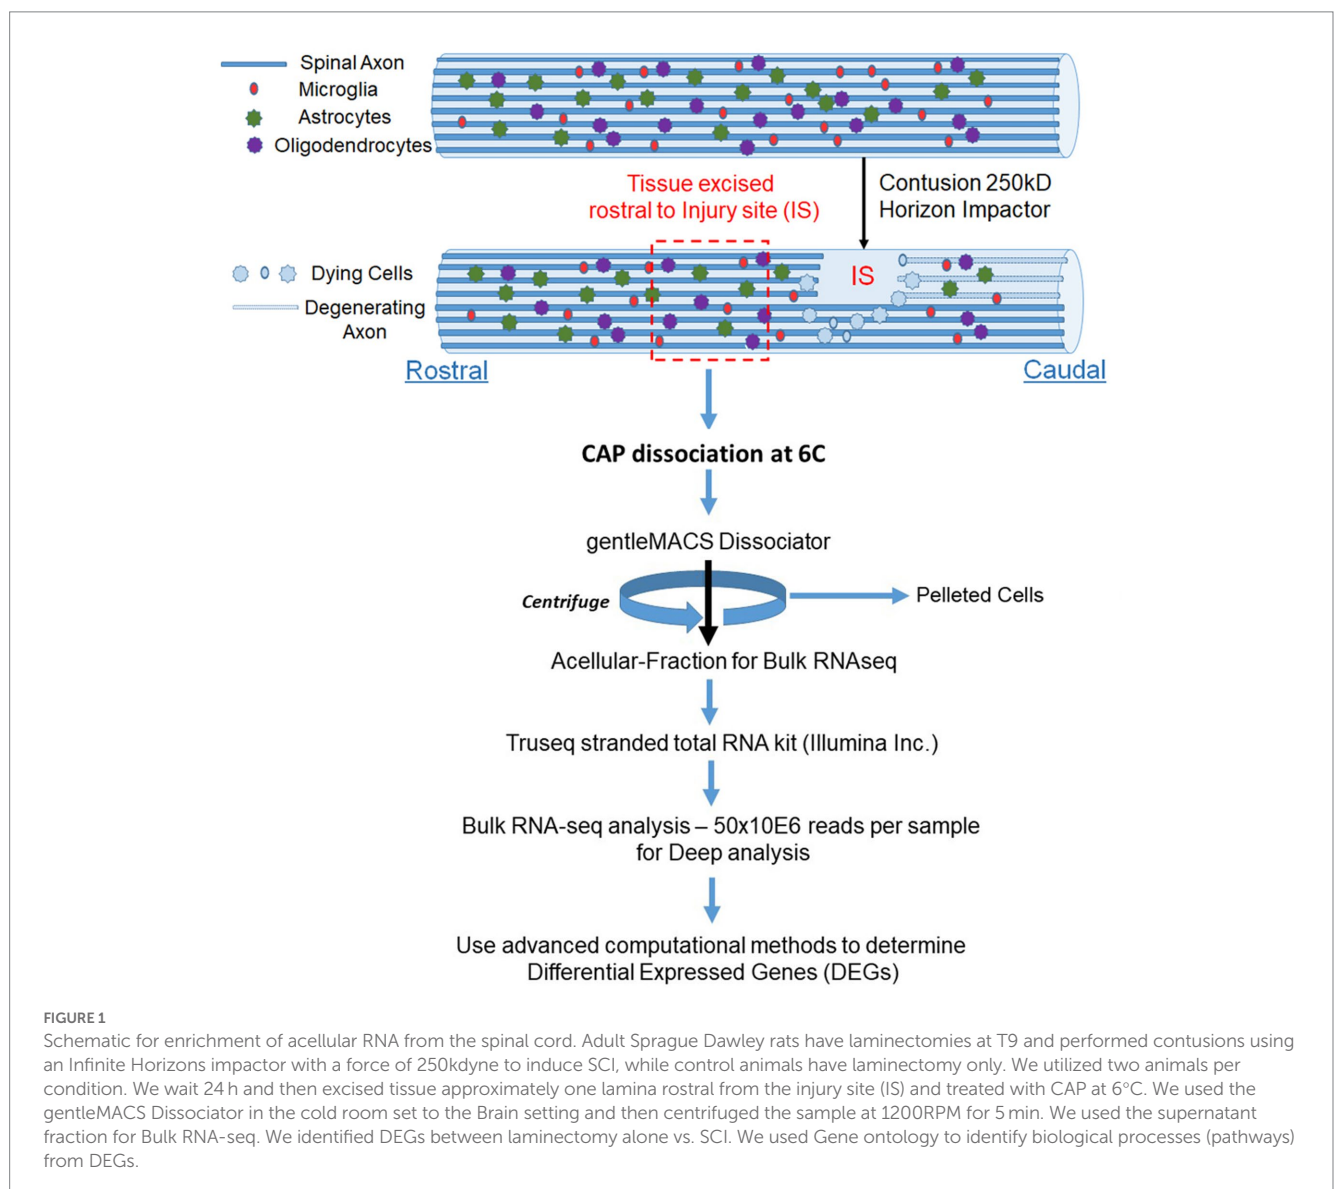 Spinal Axon
Microglia
Astrocytes
Oligodendrocytes
Tissue excised
rostral to Injury site (IS)
Contusion 250kD
Horizon Impactor
IS
Dying Cells
Degenerating
Axon
Rostral
Caudal
CAP dissociation at 6C
gentleMACS Dissociator
Centrifuge
Pelleted Cells
Acellular-Fraction for Bulk RNAseq
Truseq stranded total RNA kit (Illumina Inc.)
Bulk RNA-seq analysis – 50x10E6 reads per sample
for Deep analysis
Use advanced computational methods to determine
Differential Expressed Genes (DEGs)
FIGURE 1
Schematic for enrichment of acellular RNA from the spinal cord. Adult Sprague Dawley rats have laminectomies at T9 and performed contusions using
an Infinite Horizons impactor with a force of 250kdyne to induce SCI, while control animals have laminectomy only. We utilized two animals per
condition. We wait 24 h and then excised tissue approximately one lamina rostral from the injury site (IS) and treated with CAP at 6°C. We used the
gentleMACS Dissociator in the cold room set to the Brain setting and then centrifuged the sample at 1200RPM for 5 min. We used the supernatant
fraction for Bulk RNA-seq. We identified DEGs between laminectomy alone vs. SCI. We used Gene ontology to identify biological processes (pathways)
from DEGs.